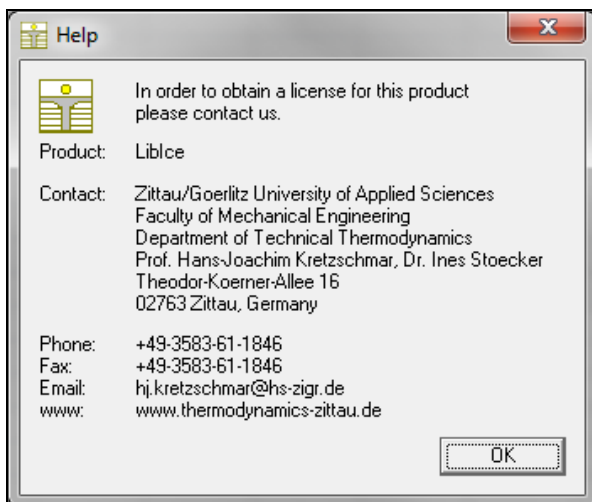 Help
In order to obtain a license for this product
please contact us.
Product: LibIce
Contact: Zittau/Goerlitz University of Applied Sciences
Faculty of Mechanical Engineering
Department of Technical Thermodynamics
Prof. Hans-Joachim Kretzschmar, Dr. Ines Stoecker
Theodor-Koerner-Allee 16
02763 Zittau, Germany
Phone: +49-3583-61-1846
Fax: +49-3583-61-1846
Email: hj.kretzschmar@hs-zigr.de
www: www.thermodynamics-zittau.de
OK